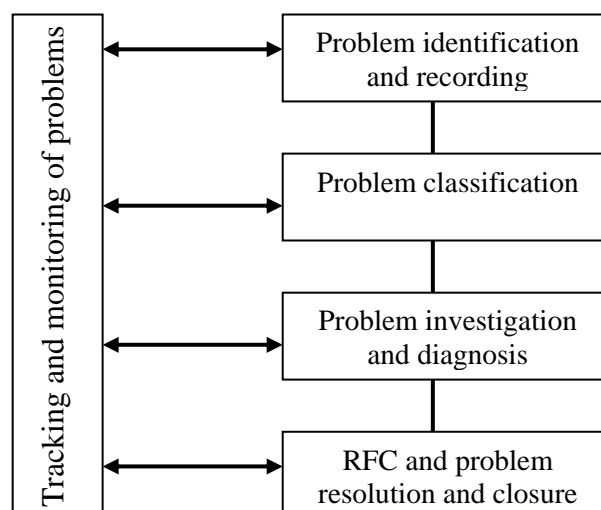 Tracking and monitoring of problems
Problem identification
and recording
Problem classification
Problem investigation
and diagnosis
RFC and problem
resolution and closure